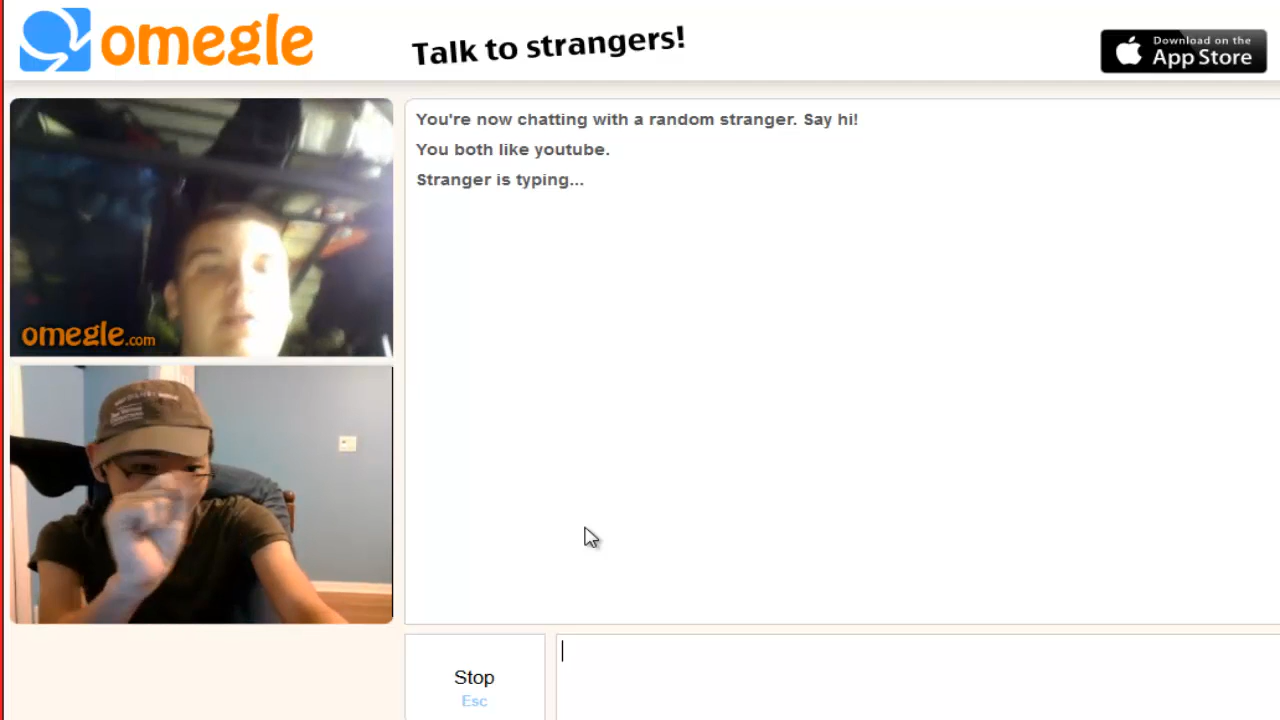 omegle
Talk to strangers!
Download on the
App Store
You're now chatting with a random stranger. Say hi!
You both like youtube.
Stranger is typing...
omegle.com
Stop
Esc